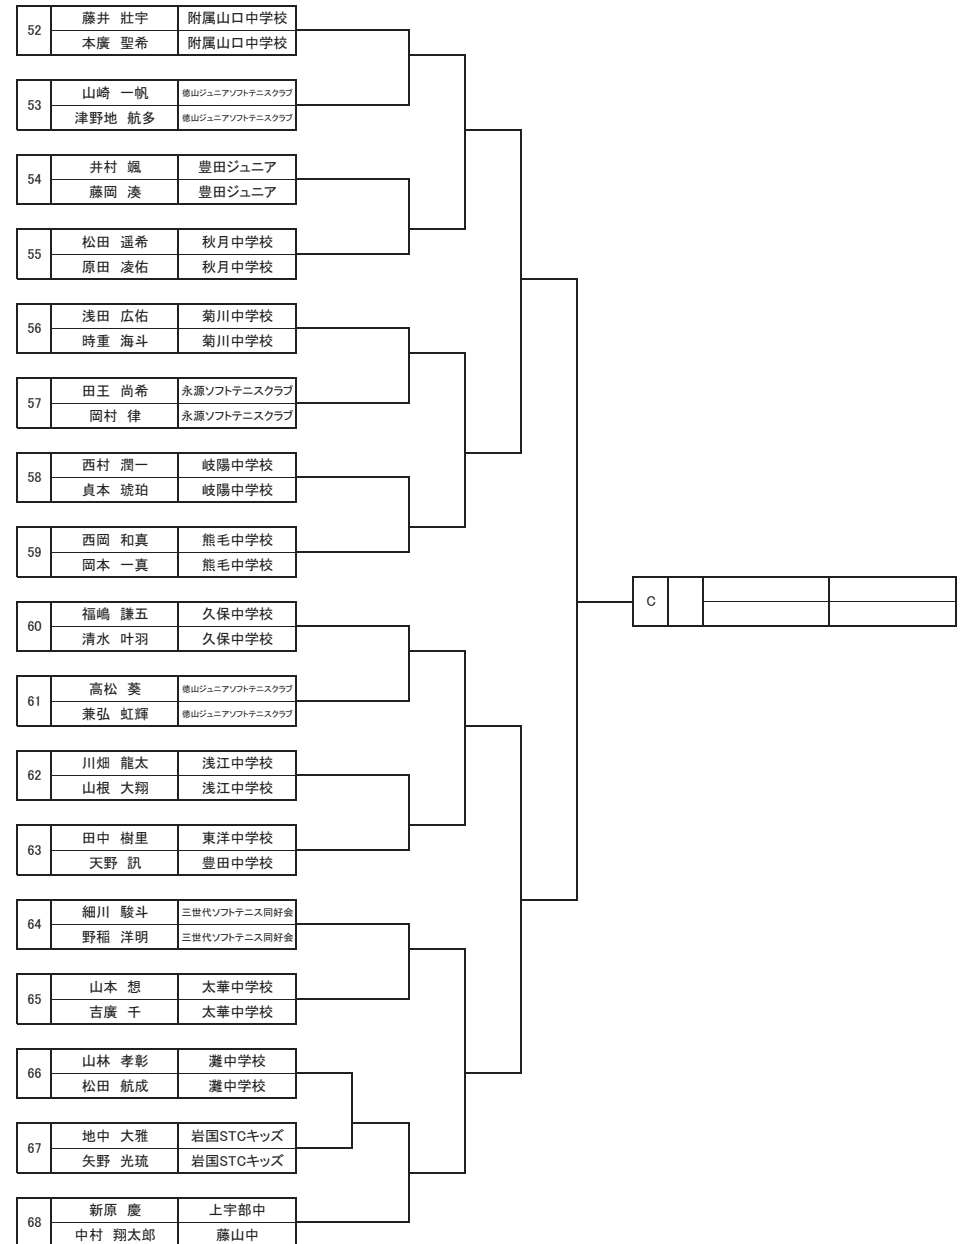 52 藤井　壯宇 附属山口中学校
本廣　聖希 附属山口中学校
53 山崎　一帆 徳山ジュニアソフトテニスクラブ
津野地　航多 徳山ジュニアソフトテニスクラブ
54 井村　颯 豊田ジュニア
藤岡　湊 豊田ジュニア
55 松田　遥希 秋月中学校
原田　凌佑 秋月中学校
56 浅田　広佑 菊川中学校
時重　海斗 菊川中学校
57 田王　尚希 永源ソフトテニスクラブ
岡村　律 永源ソフトテニスクラブ
58 西村　潤一 岐陽中学校
貞本　琥珀 岐陽中学校
59 西岡　和真 熊毛中学校
岡本　一真 熊毛中学校
C
60 福嶋　謙五 久保中学校
清水　叶羽 久保中学校
61 高松　葵 徳山ジュニアソフトテニスクラブ
兼弘　虹輝 徳山ジュニアソフトテニスクラブ
62 川畑　龍太 浅江中学校
山根　大翔 浅江中学校
63 田中　樹里 東洋中学校
天野　訊 豊田中学校
64 細川　駿斗 三世代ソフトテニス同好会
野稲　洋明 三世代ソフトテニス同好会
65 山本　想 太華中学校
吉廣　千 太華中学校
66 山林　孝彰 灘中学校
松田　航成 灘中学校
67 地中　大雅 岩国STCキッズ
矢野　光琉 岩国STCキッズ
68 新原　慶 上宇部中
中村　翔太郎 藤山中